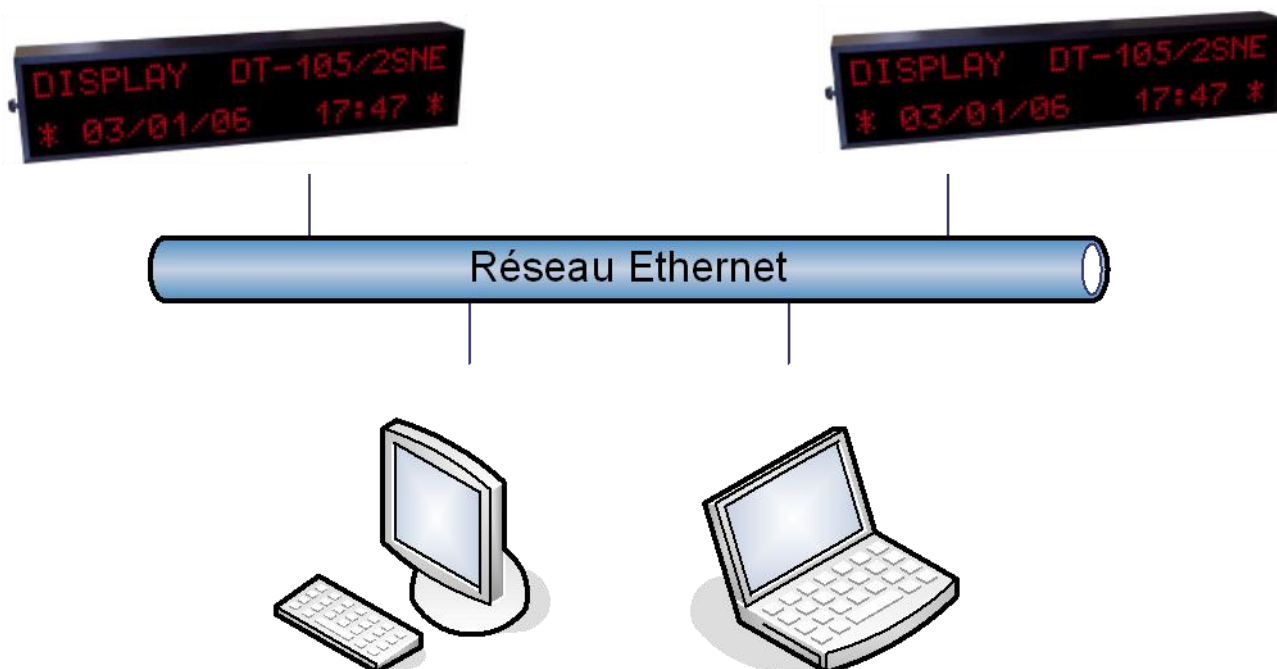 DISPLAY DT-105/2SNE
* 03/01/06 17:47 *
DISPLAY DT-105/2SNE
* 03/01/06 17:47 *
Réseau Ethernet